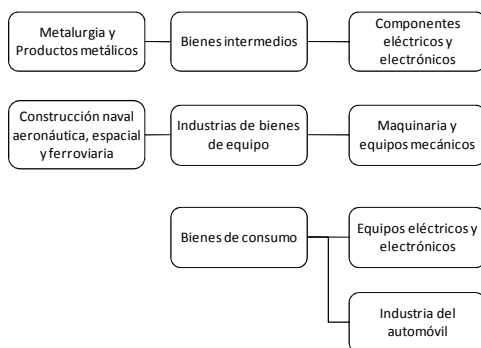 Metalurgia y
Productos metálicos
Bienes intermedios
Componentes
eléctricos y
electrónicos
Construcción naval
aeronáutica, espacial
y ferroviaria
Industrias de bienes
de equipo
Maquinaria y
equipos mecánicos
Bienes de consumo
Equipos eléctricos y
electrónicos
Industria del
automóvil